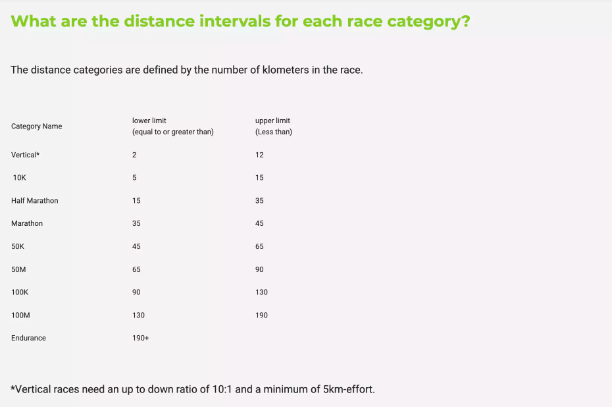 What are the distance intervals for each race category?
The distance categories are defined by the number of klometers in the race.
Category Name lower limit (equal to or greater than) upper limit (Less than)
Vertical* 2 12
10K 5 15
Half Marathon 15 35
Marathon 35 45
50K 45 65
50M 65 90
100K 90 130
100M 130 190
Endurance 190+
*Vertical races need an up to down ratio of 10:1 and a minimum of 5km-effort.